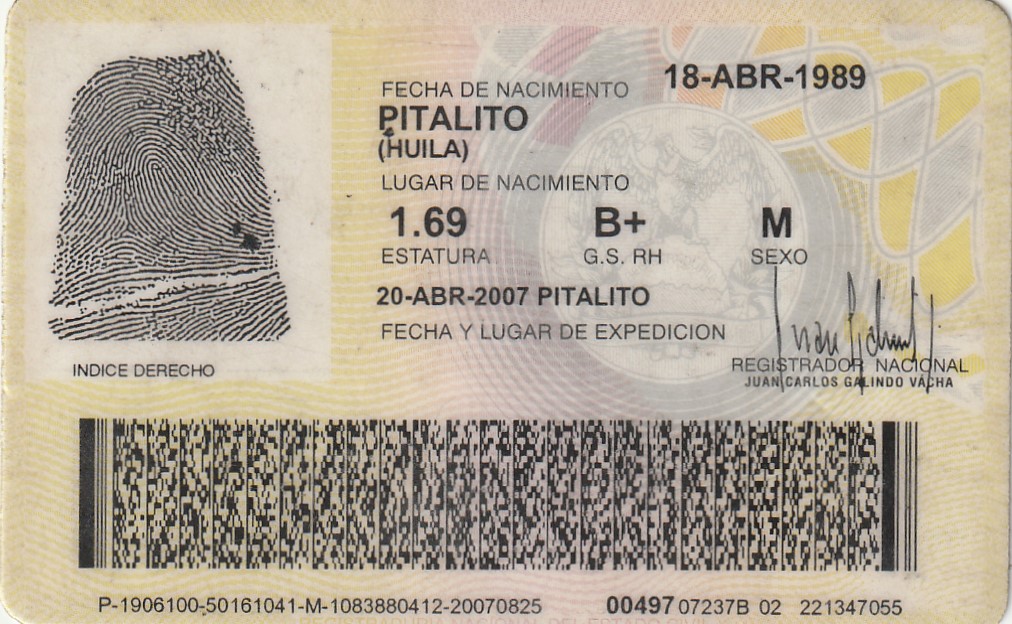 FECHA DE NACIMIENTO 18-ABR-1989
PITALITO
(HUILA)
LUGAR DE NACIMIENTO
1.69 B+ M
ESTATURA G.S. RH SEXO
20-ABR-2007 PITALITO
FECHA Y LUGAR DE EXPEDICION
REGISTRADOR NACIONAL
JUAN CARLOS GALINDO VÁCHA
INDICE DERECHO
P-1906100-50161041-M-1083880412-20070825 00497 07237B 02 221347055